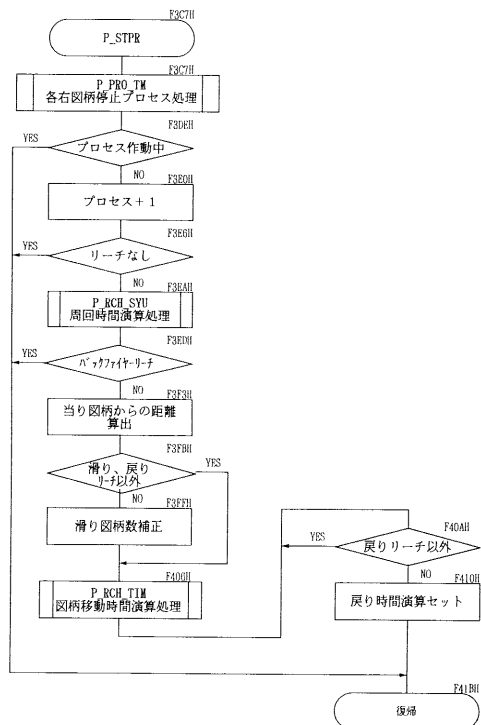 F3C7H
P_STPR
F3C7H
P_PRO_TM
各右図柄停止プロセス処理
F3DEH
YES
プロセス作動中
NO
F3E0H
プロセス+1
F3E6H
YES
リーチなし
NO
F3EAH
P_RCH_SYU
周回時間演算処理
F3EDH
YES
バックファイヤーリーチ
NO
F3F3H
当り図柄からの距離
算出
F3FBH
滑り、戻り
リーチ以外
YES
NO
F3FFH
滑り図柄数補正
F406H
P_RCH_TIM
図柄移動時間演算処理
F40AH
YES
戻りリーチ以外
NO
F410H
戻り時間演算セット
F41BH
復帰